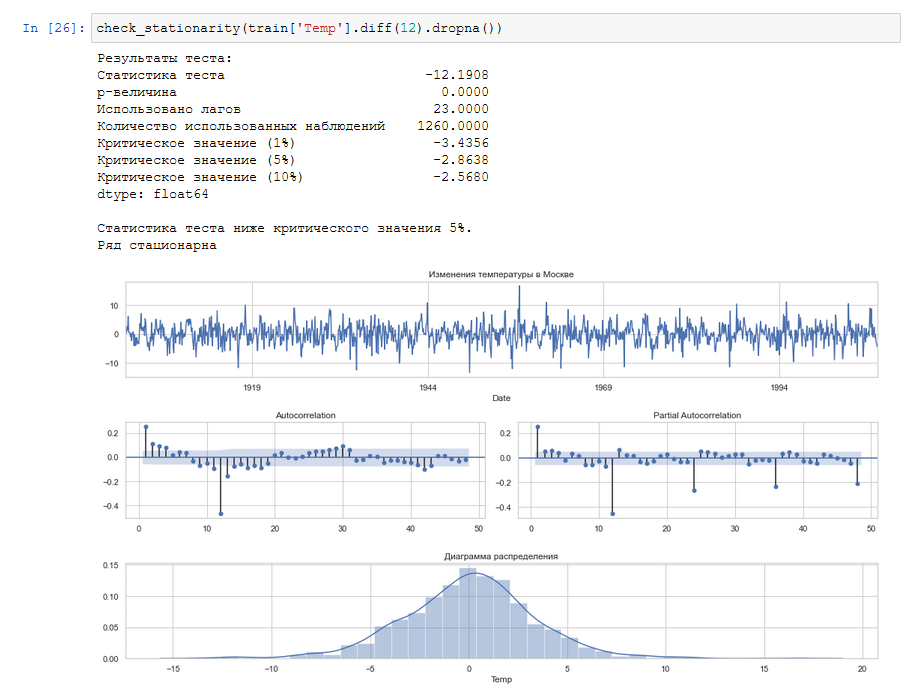 In [26]: check_stationarity(train['Temp'].diff(12).dropna())
Результаты теста:
Статистика теста -12.1908
p-величина 0.0000
Использовано лагов 23.0000
Количество использованных наблюдений 1260.0000
Критическое значение (1%) -3.4356
Критическое значение (5%) -2.8638
Критическое значение (10%) -2.5680
dtype: float64
Статистика теста ниже критического значения 5%.
Ряд стационарна
Изменения температуры в Москве
10
0
−10
1919 1944 1969 1994
Date
Autocorrelation
0.2
0.0
−0.2
−0.4
0 10 20 30 40 50
Partial Autocorrelation
0.2
0.0
−0.2
−0.4
0 10 20 30 40 50
Диаграмма распределения
0.15
0.10
0.05
0.00
−15 −10 −5 0 5 10 15 20
Temp